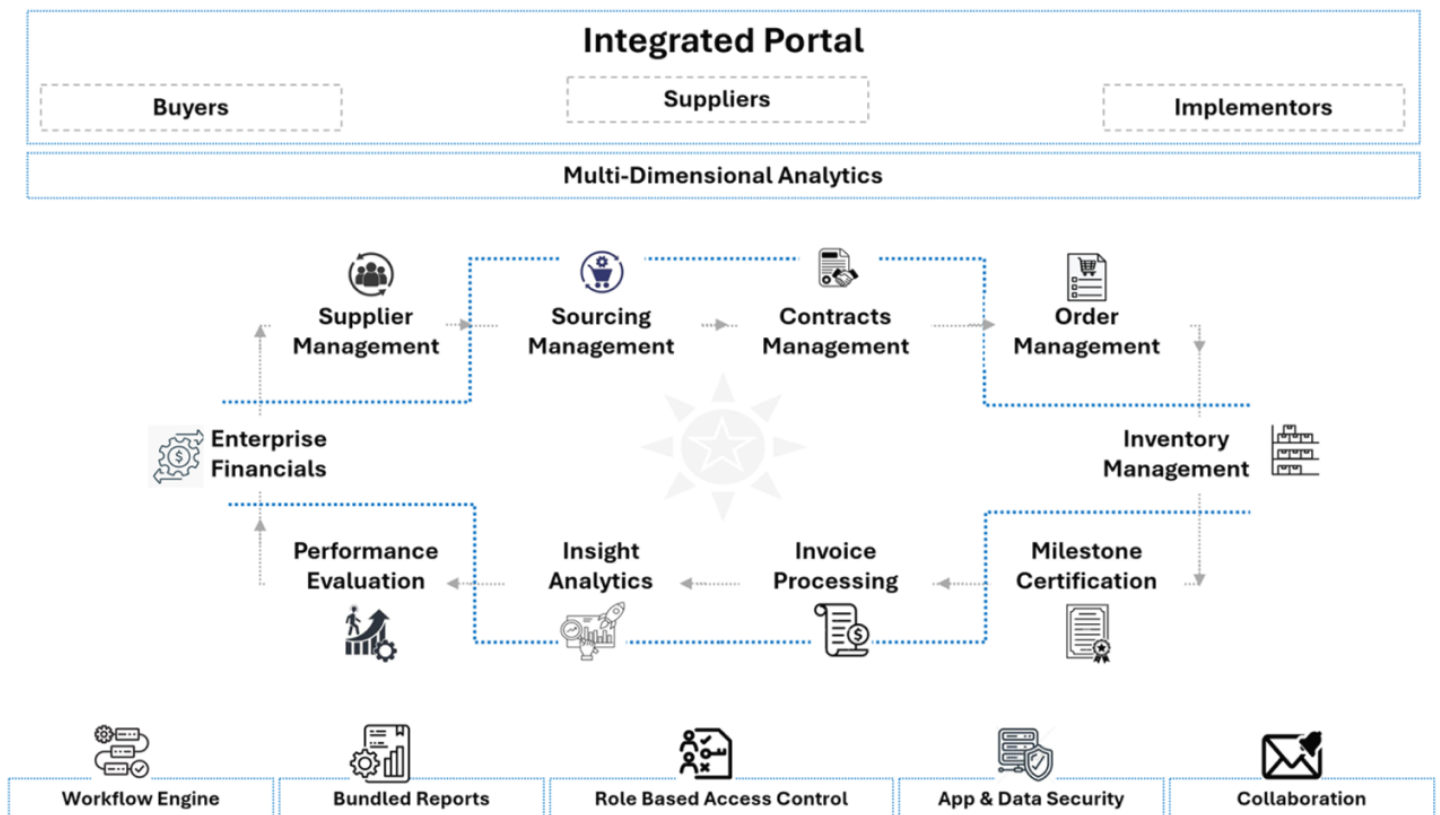 Integrated Portal
Buyers
Suppliers
Implementors
Multi-Dimensional Analytics
Supplier
Management
Sourcing
Management
Contracts
Management
Order
Management
Enterprise
Financials
Inventory
Management
Performance
Evaluation
Insight
Analytics
Invoice
Processing
Milestone
Certification
Workflow Engine
Bundled Reports
Role Based Access Control
App & Data Security
Collaboration